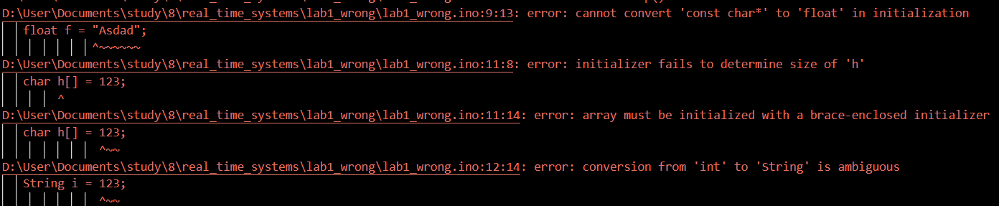 D:\User\Documents\study\8\real_time_systems\lab1_wrong\lab1_wrong.ino:9:13: error: cannot convert 'const char*' to 'float' in initialization
float f = "Asdad";
^~~~~~~
D:\User\Documents\study\8\real_time_systems\lab1_wrong\lab1_wrong.ino:11:8: error: initializer fails to determine size of 'h'
char h[] = 123;
^
D:\User\Documents\study\8\real_time_systems\lab1_wrong\lab1_wrong.ino:11:14: error: array must be initialized with a brace-enclosed initializer
char h[] = 123;
^~~
D:\User\Documents\study\8\real_time_systems\lab1_wrong\lab1_wrong.ino:12:14: error: conversion from 'int' to 'String' is ambiguous
String i = 123;
^~~